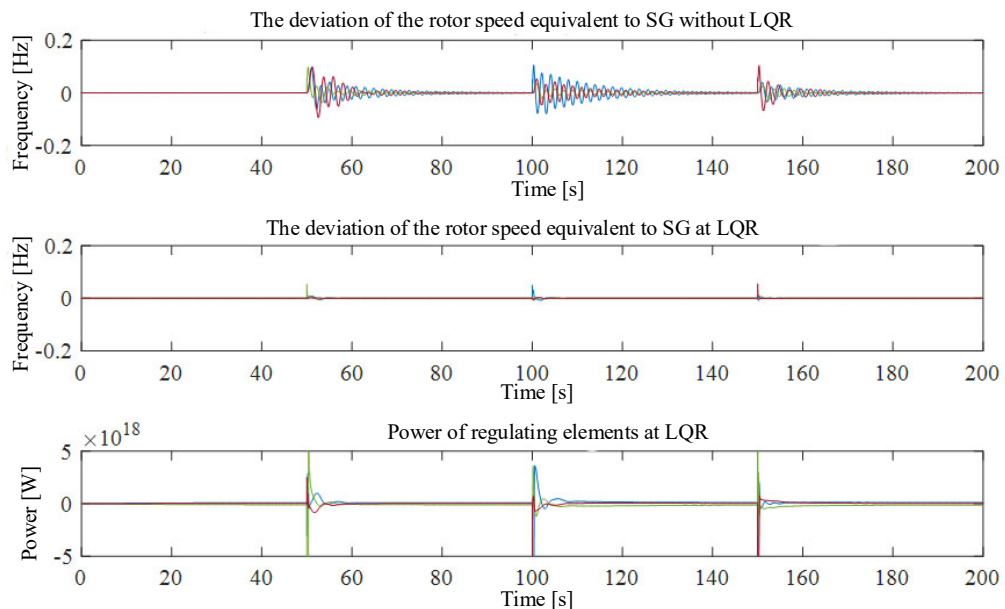 The deviation of the rotor speed equivalent to SG without LQR
Frequency [Hz]
0.2
0
-0.2
0 20 40 60 80 100 120 140 160 180 200
Time [s]
The deviation of the rotor speed equivalent to SG at LQR
Frequency [Hz]
0.2
0
-0.2
0 20 40 60 80 100 120 140 160 180 200
Time [s]
Power of regulating elements at LQR
×10^18
Power [W]
5
0
-5
0 20 40 60 80 100 120 140 160 180 200
Time [s]